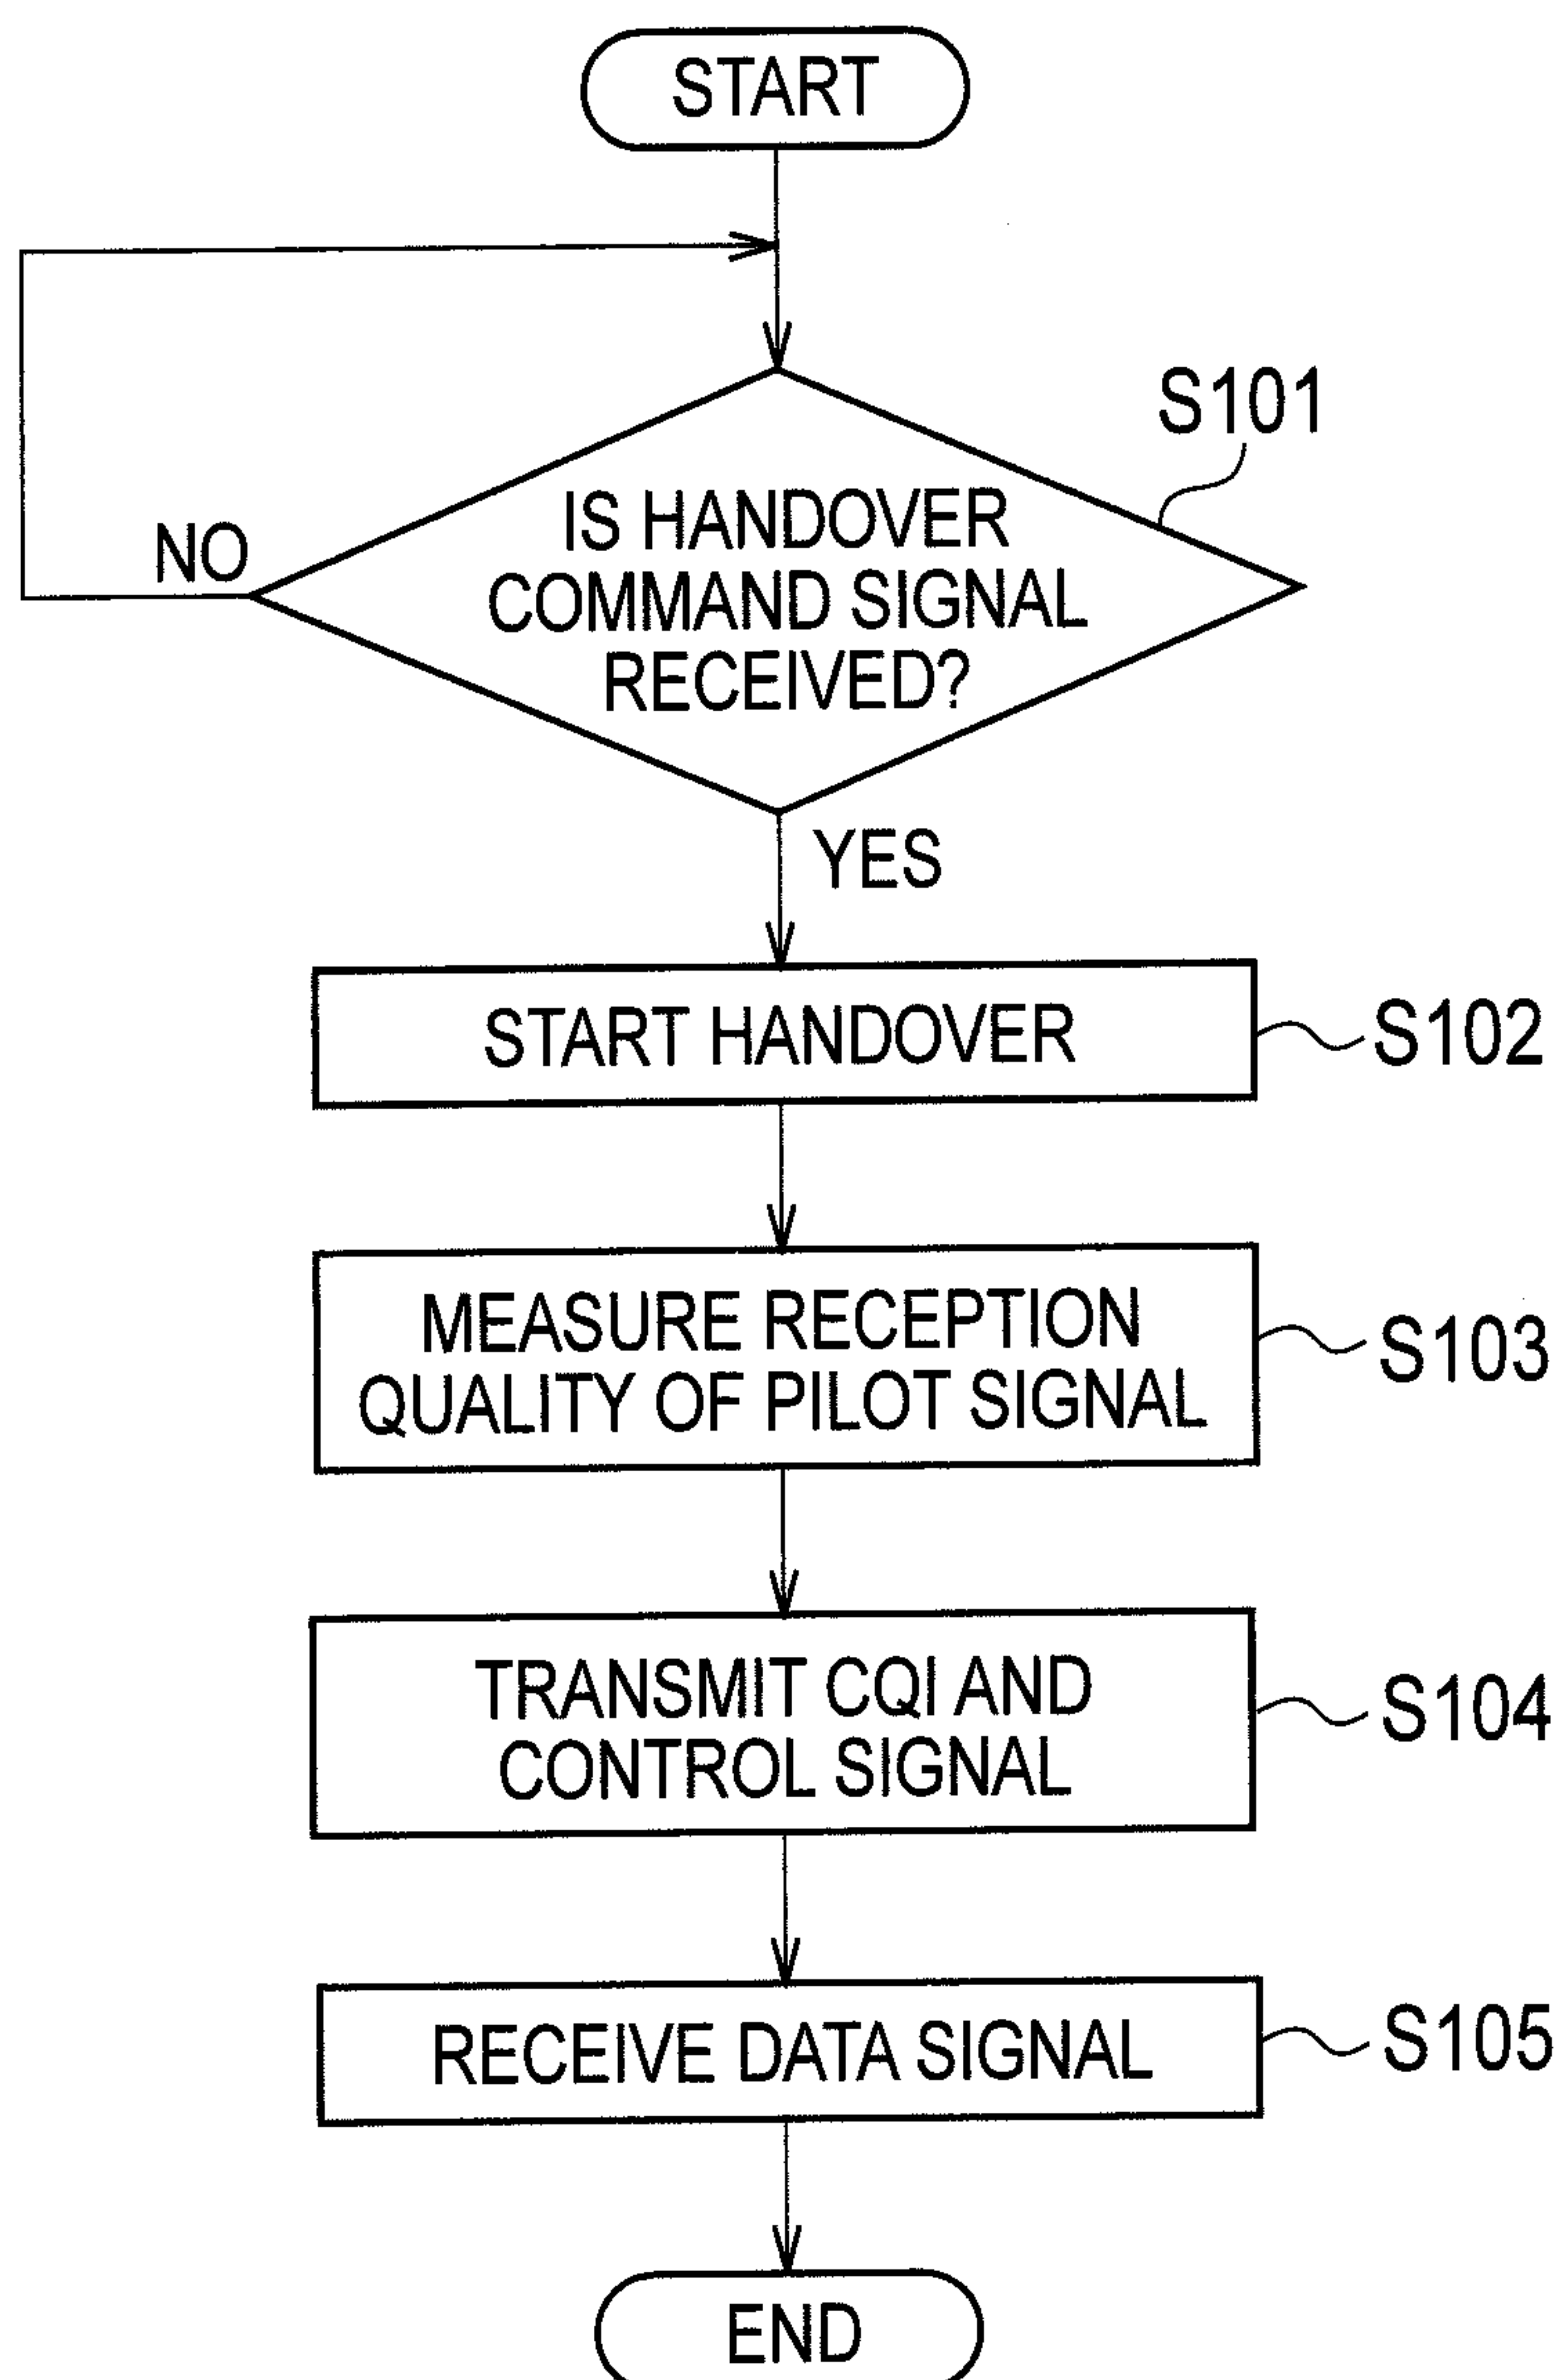 START
S101
IS HANDOVER
COMMAND SIGNAL
RECEIVED?
NO
YES
START HANDOVER
S102
MEASURE RECEPTION
QUALITY OF PILOT SIGNAL
S103
TRANSMIT CQI AND
CONTROL SIGNAL
S104
RECEIVE DATA SIGNAL
S105
END